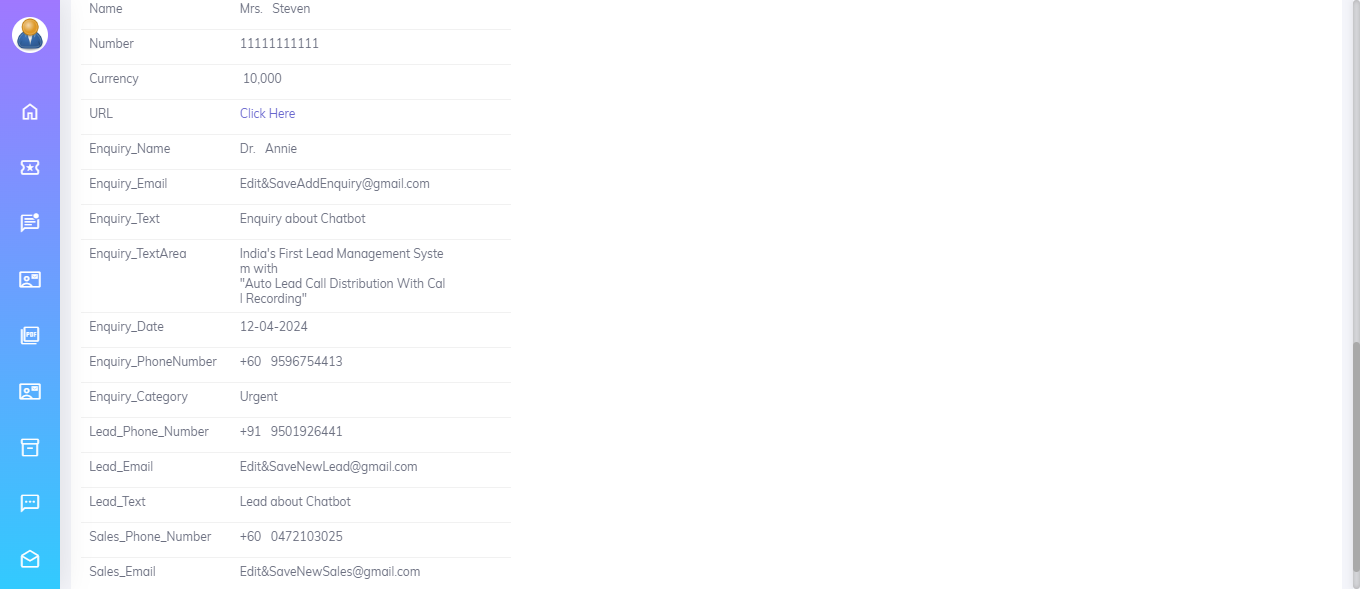 Name Mrs. Steven
Number 11111111111
Currency 10,000
URL Click Here
Enquiry_Name Dr. Annie
Enquiry_Email Edit&SaveAddEnquiry@gmail.com
Enquiry_Text Enquiry about Chatbot
Enquiry_TextArea India's First Lead Management Syste
m with
"Auto Lead Call Distribution With Cal
l Recording"
Enquiry_Date 12-04-2024
Enquiry_PhoneNumber +60 9596754413
Enquiry_Category Urgent
Lead_Phone_Number +91 9501926441
Lead_Email Edit&SaveNewLead@gmail.com
Lead_Text Lead about Chatbot
Sales_Phone_Number +60 0472103025
Sales_Email Edit&SaveNewSales@gmail.com
PDF